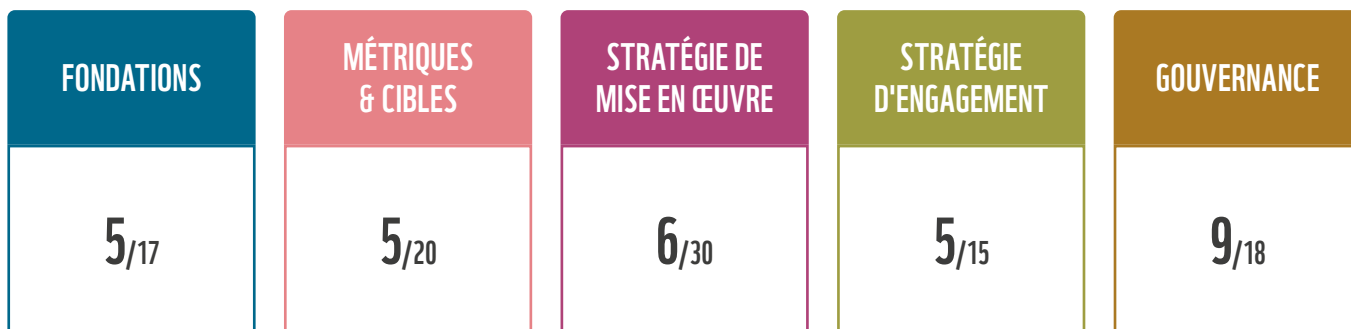 FONDATIONS
5/17
MÉTRIQUES
& CIBLES
5/20
STRATÉGIE DE
MISE EN ŒUVRE
6/30
STRATÉGIE
D'ENGAGEMENT
5/15
GOUVERNANCE
9/18